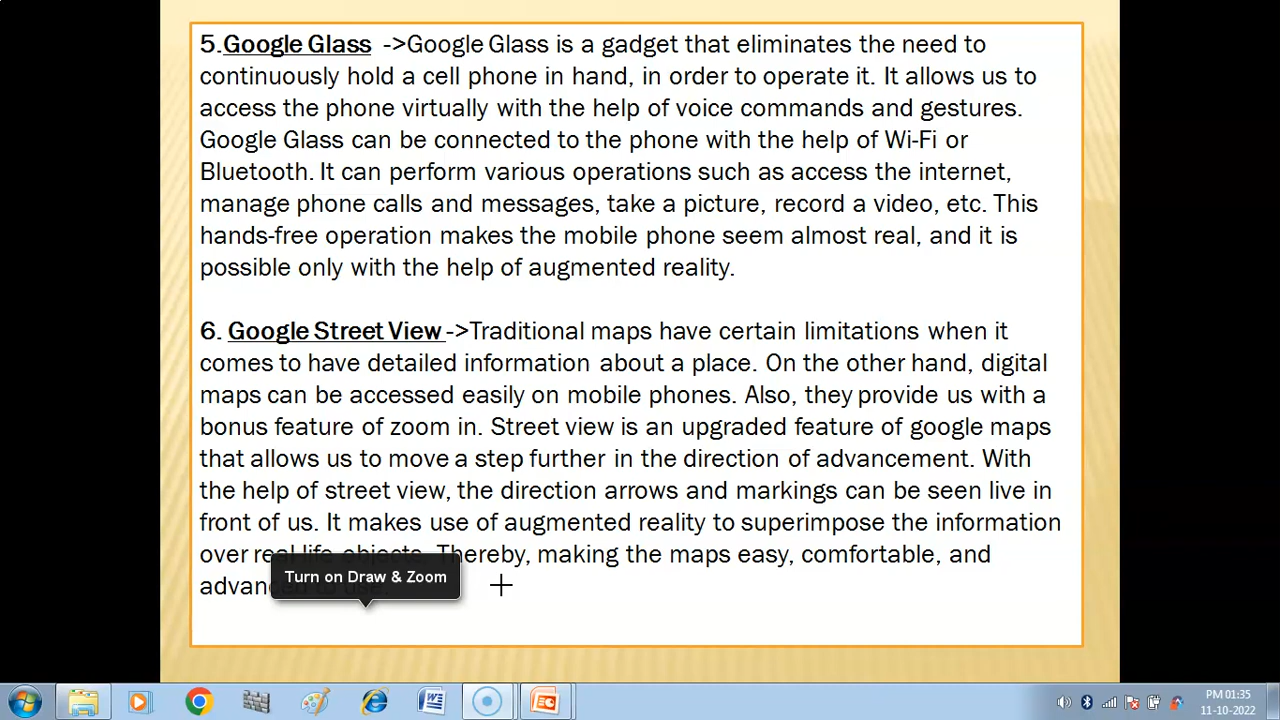 5.Google Glass ->Google Glass is a gadget that eliminates the need to
continuously hold a cell phone in hand, in order to operate it. It allows us to
access the phone virtually with the help of voice commands and gestures.
Google Glass can be connected to the phone with the help of Wi-Fi or
Bluetooth. It can perform various operations such as access the internet,
manage phone calls and messages, take a picture, record a video, etc. This
hands-free operation makes the mobile phone seem almost real, and it is
possible only with the help of augmented reality.
6. Google Street View ->Traditional maps have certain limitations when it
comes to have detailed information about a place. On the other hand, digital
maps can be accessed easily on mobile phones. Also, they provide us with a
bonus feature of zoom in. Street view is an upgraded feature of google maps
that allows us to move a step further in the direction of advancement. With
the help of street view, the direction arrows and markings can be seen live in
front of us. It makes use of augmented reality to superimpose the information
over real life objects. Thereby, making the maps easy, comfortable, and
advanced to use.
Turn on Draw & Zoom
PM 01:35
11-10-2022